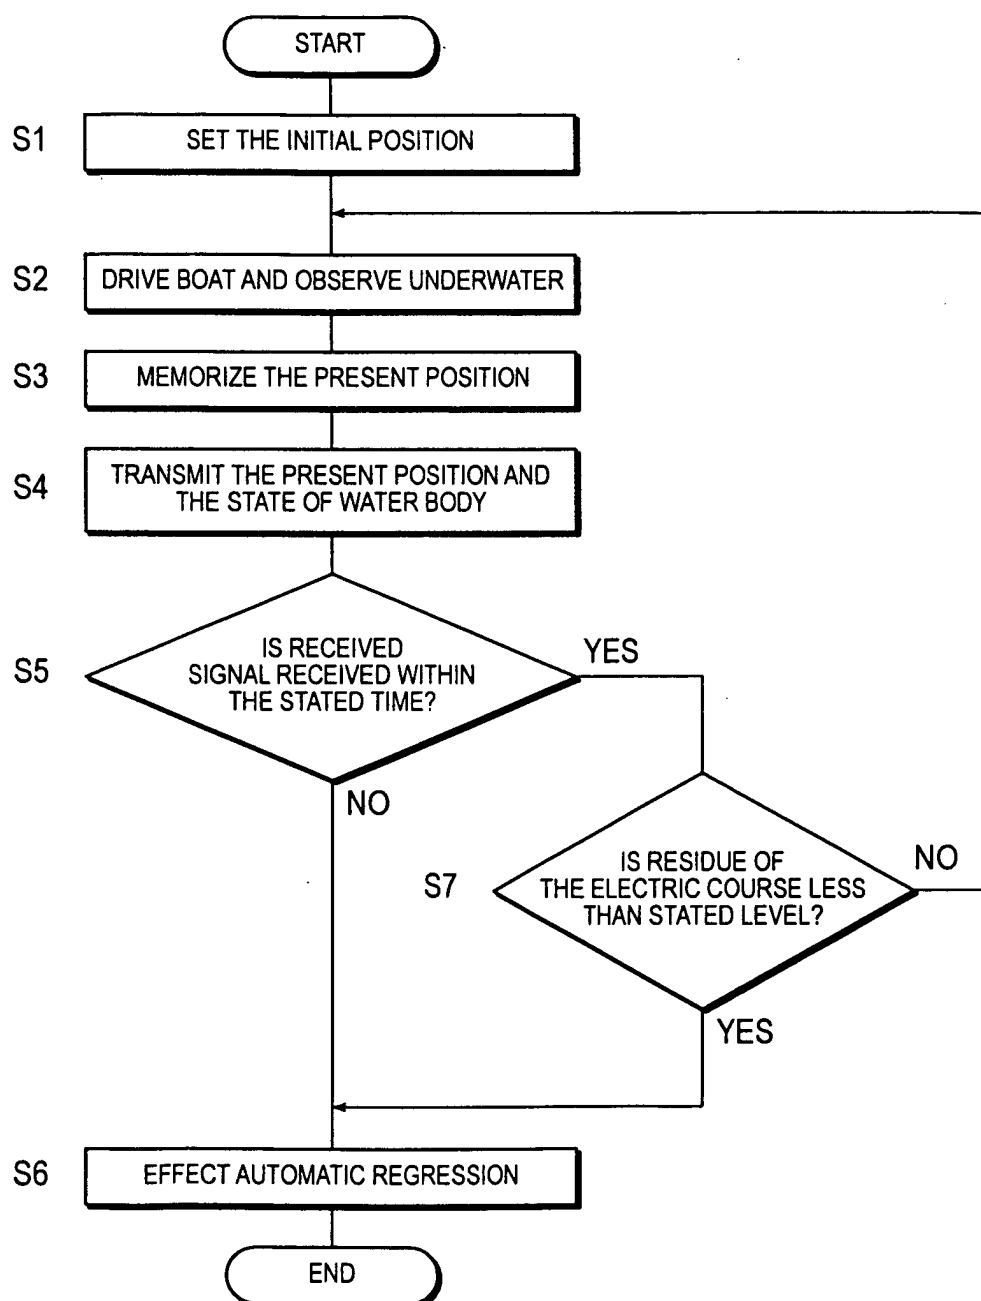 START
S1
SET THE INITIAL POSITION
S2
DRIVE BOAT AND OBSERVE UNDERWATER
S3
MEMORIZE THE PRESENT POSITION
S4
TRANSMIT THE PRESENT POSITION AND
THE STATE OF WATER BODY
S5
IS RECEIVED
SIGNAL RECEIVED WITHIN
THE STATED TIME?
YES
NO
S7
IS RESIDUE OF
THE ELECTRIC COURSE LESS
THAN STATED LEVEL?
NO
YES
S6
EFFECT AUTOMATIC REGRESSION
END